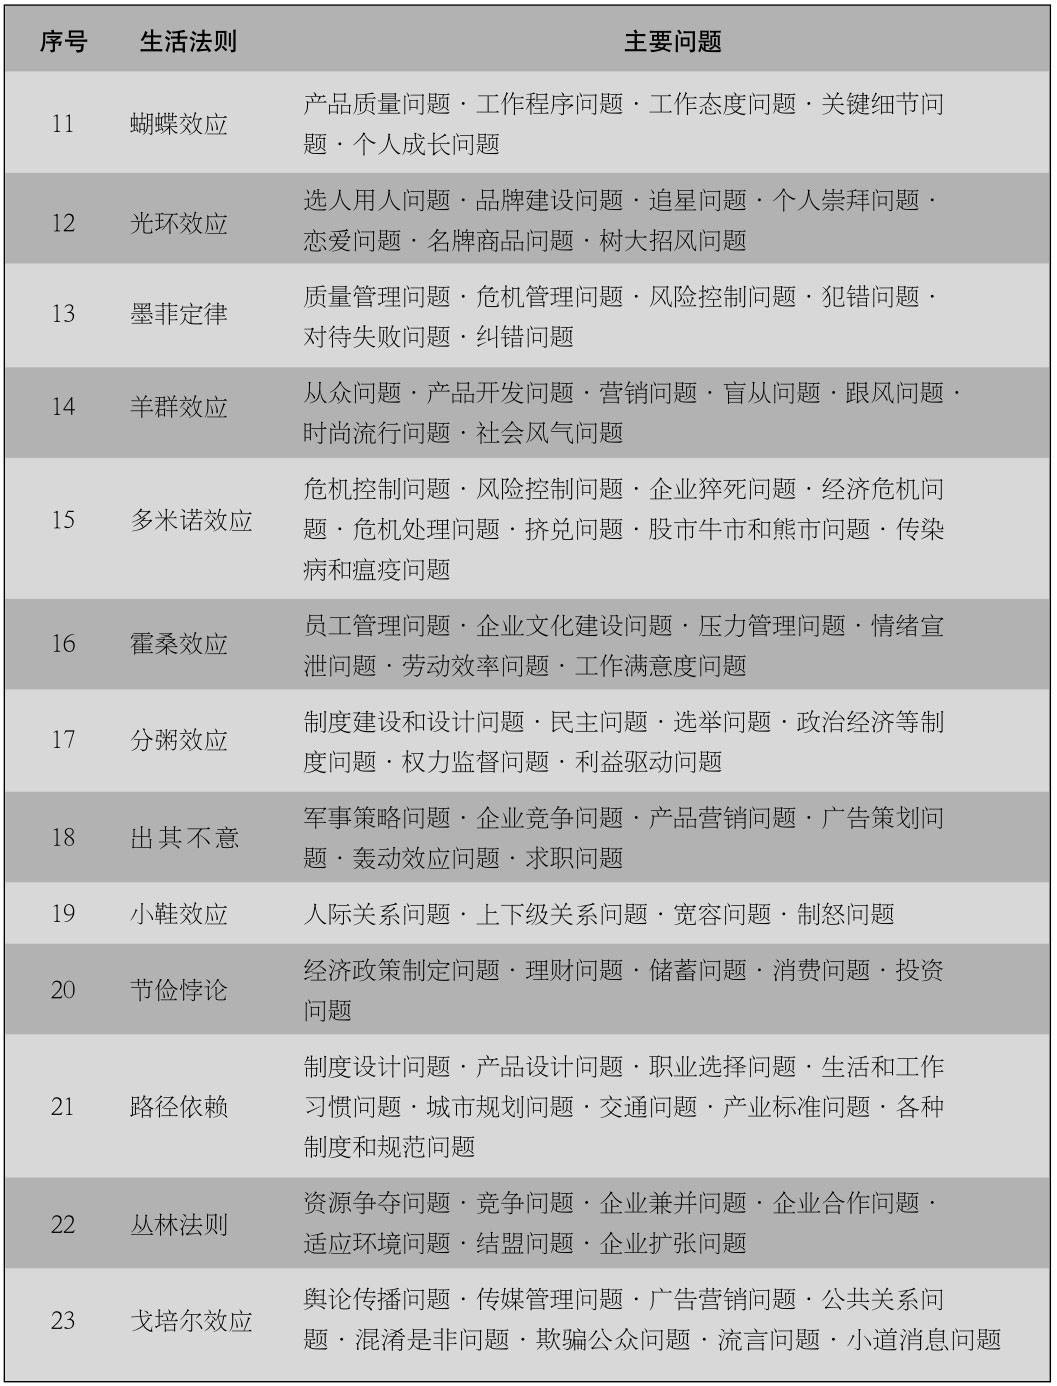 序号 生活法则 主要问题
11 蝴蝶效应 产品质量问题·工作程序问题·工作态度问题·关键细节问
题·个人成长问题
12 光环效应 选人用人问题·品牌建设问题·追星问题·个人崇拜问题·
恋爱问题·名牌商品问题·树大招风问题
13 墨菲定律 质量管理问题·危机管理问题·风险控制问题·犯错问题·
对待失败问题·纠错问题
14 羊群效应 从众问题·产品开发问题·营销问题·盲从问题·跟风问题·
时尚流行问题·社会风气问题
15 多米诺效应 危机控制问题·风险控制问题·企业猝死问题·经济危机问
题·危机处理问题·挤兑问题·股市牛市和熊市问题·传染
病和瘟疫问题
16 霍桑效应 员工管理问题·企业文化建设问题·压力管理问题·情绪宣
泄问题·劳动效率问题·工作满意度问题
17 分粥效应 制度建设和设计问题·民主问题·选举问题·政治经济等制
度问题·权力监督问题·利益驱动问题
18 出其不意 军事策略问题·企业竞争问题·产品营销问题·广告策划问
题·轰动效应问题·求职问题
19 小鞋效应 人际关系问题·上下级关系问题·宽容问题·制怒问题
20 节俭悖论 经济政策制定问题·理财问题·储蓄问题·消费问题·投资
问题
21 路径依赖 制度设计问题·产品设计问题·职业选择问题·生活和工作
习惯问题·城市规划问题·交通问题·产业标准问题·各种
制度和规范问题
22 丛林法则 资源争夺问题·竞争问题·企业兼并问题·企业合作问题·
适应环境问题·结盟问题·企业扩张问题
23 戈培尔效应 舆论传播问题·传媒管理问题·广告营销问题·公共关系问
题·混淆是非问题·欺骗公众问题·流言问题·小道消息问题